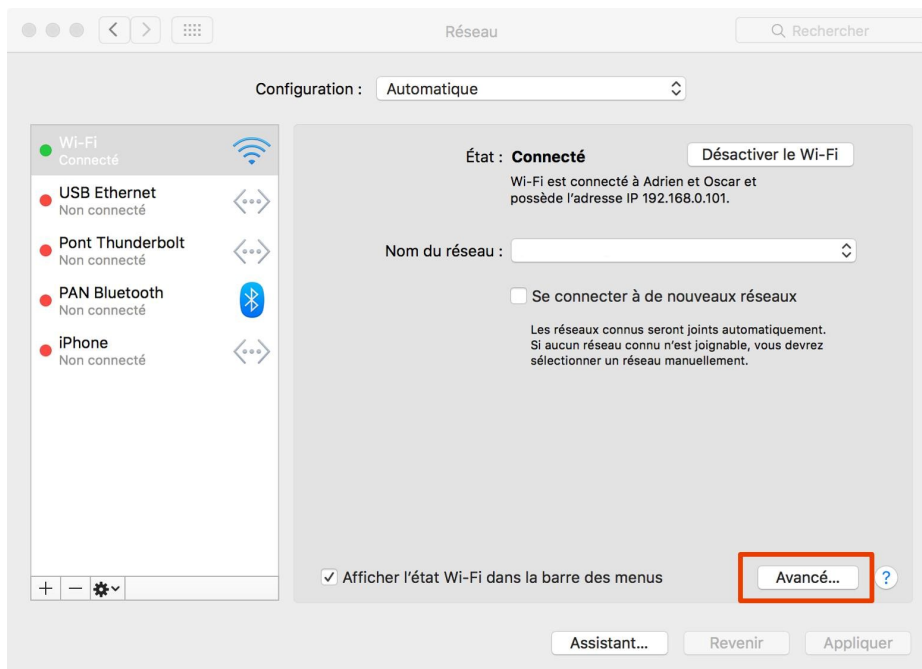 Réseau
Rechercher
Configuration :
Automatique
Wi-Fi
Connecté
USB Ethernet
Non connecté
Pont Thunderbolt
Non connecté
PAN Bluetooth
Non connecté
iPhone
Non connecté
État : Connecté
Désactiver le Wi-Fi
Wi-Fi est connecté à Adrien et Oscar et
possède l'adresse IP 192.168.0.101.
Nom du réseau :
Se connecter à de nouveaux réseaux
Les réseaux connus seront joints automatiquement.
Si aucun réseau connu n'est joignable, vous devrez
sélectionner un réseau manuellement.
Afficher l'état Wi-Fi dans la barre des menus
Avancé...
?
Assistant...
Revenir
Appliquer